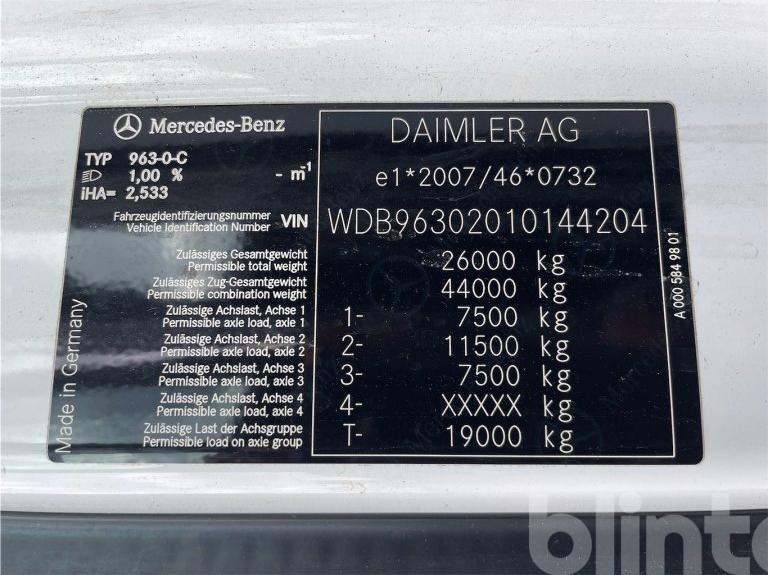 Mercedes-Benz
TYP 963-0-C
1,00 % - m⁻¹
iHA= 2,533
Fahrzeugidentifizierungsnummer
Vehicle Identification Number VIN
DAIMLER AG
e1*2007/46*0732
WDB96302010144204
Zulässiges Gesamtgewicht
Permissible total weight
26000 kg
Zulässiges Zug-Gesamtgewicht
Permissible combination weight
44000 kg
Zulässige Achslast, Achse 1
Permissible axle load, axle 1
1- 7500 kg
Zulässige Achslast, Achse 2
Permissible axle load, axle 2
2- 11500 kg
Zulässige Achslast, Achse 3
Permissible axle load, axle 3
3- 7500 kg
Zulässige Achslast, Achse 4
Permissible axle load, axle 4
4- XXXXX kg
Zulässige Last der Achsgruppe
Permissible load on axle group
T- 19000 kg
Made in Germany
A 000 584 98 01
blinto